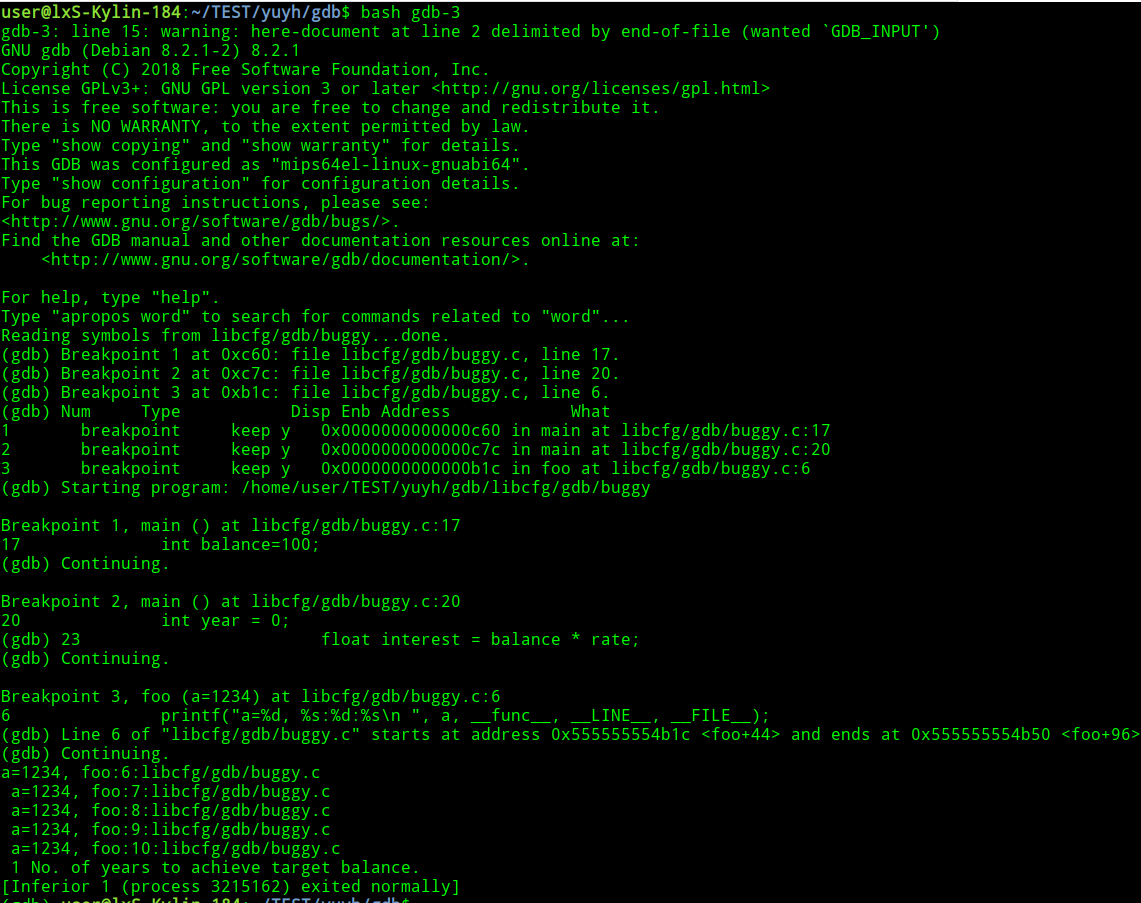 user@lxS-Kylin-184:~/TEST/yuyh/gdb$ bash gdb-3
gdb-3: line 15: warning: here-document at line 2 delimited by end-of-file (wanted `GDB_INPUT')
GNU gdb (Debian 8.2.1-2) 8.2.1
Copyright (C) 2018 Free Software Foundation, Inc.
License GPLv3+: GNU GPL version 3 or later <http://gnu.org/licenses/gpl.html>
This is free software: you are free to change and redistribute it.
There is NO WARRANTY, to the extent permitted by law.
Type "show copying" and "show warranty" for details.
This GDB was configured as "mips64el-linux-gnuabi64".
Type "show configuration" for configuration details.
For bug reporting instructions, please see:
<http://www.gnu.org/software/gdb/bugs/>.
Find the GDB manual and other documentation resources online at:
    <http://www.gnu.org/software/gdb/documentation/>.

For help, type "help".
Type "apropos word" to search for commands related to "word"...
Reading symbols from libcfg/gdb/buggy...done.
(gdb) Breakpoint 1 at 0xc60: file libcfg/gdb/buggy.c, line 17.
(gdb) Breakpoint 2 at 0xc7c: file libcfg/gdb/buggy.c, line 20.
(gdb) Breakpoint 3 at 0xb1c: file libcfg/gdb/buggy.c, line 6.
(gdb) Num     Type           Disp Enb Address            What
1       breakpoint     keep y   0x0000000000000c60 in main at libcfg/gdb/buggy.c:17
2       breakpoint     keep y   0x0000000000000c7c in main at libcfg/gdb/buggy.c:20
3       breakpoint     keep y   0x0000000000000b1c in foo at libcfg/gdb/buggy.c:6
(gdb) Starting program: /home/user/TEST/yuyh/gdb/libcfg/gdb/buggy

Breakpoint 1, main () at libcfg/gdb/buggy.c:17
17              int balance=100;
(gdb) Continuing.

Breakpoint 2, main () at libcfg/gdb/buggy.c:20
20              int year = 0;
(gdb) 23                        float interest = balance * rate;
(gdb) Continuing.

Breakpoint 3, foo (a=1234) at libcfg/gdb/buggy.c:6
6               printf("a=%d, %s:%d:%s\n ", a, __func__, __LINE__, __FILE__);
(gdb) Line 6 of "libcfg/gdb/buggy.c" starts at address 0x555555554b1c <foo+44> and ends at 0x555555554b50 <foo+96>
(gdb) Continuing.
a=1234, foo:6:libcfg/gdb/buggy.c
 a=1234, foo:7:libcfg/gdb/buggy.c
 a=1234, foo:8:libcfg/gdb/buggy.c
 a=1234, foo:9:libcfg/gdb/buggy.c
 a=1234, foo:10:libcfg/gdb/buggy.c
 1 No. of years to achieve target balance.
[Inferior 1 (process 3215162) exited normally]
(gdb) user@lxS-Kylin-184:~/TEST/yuyh/gdb$